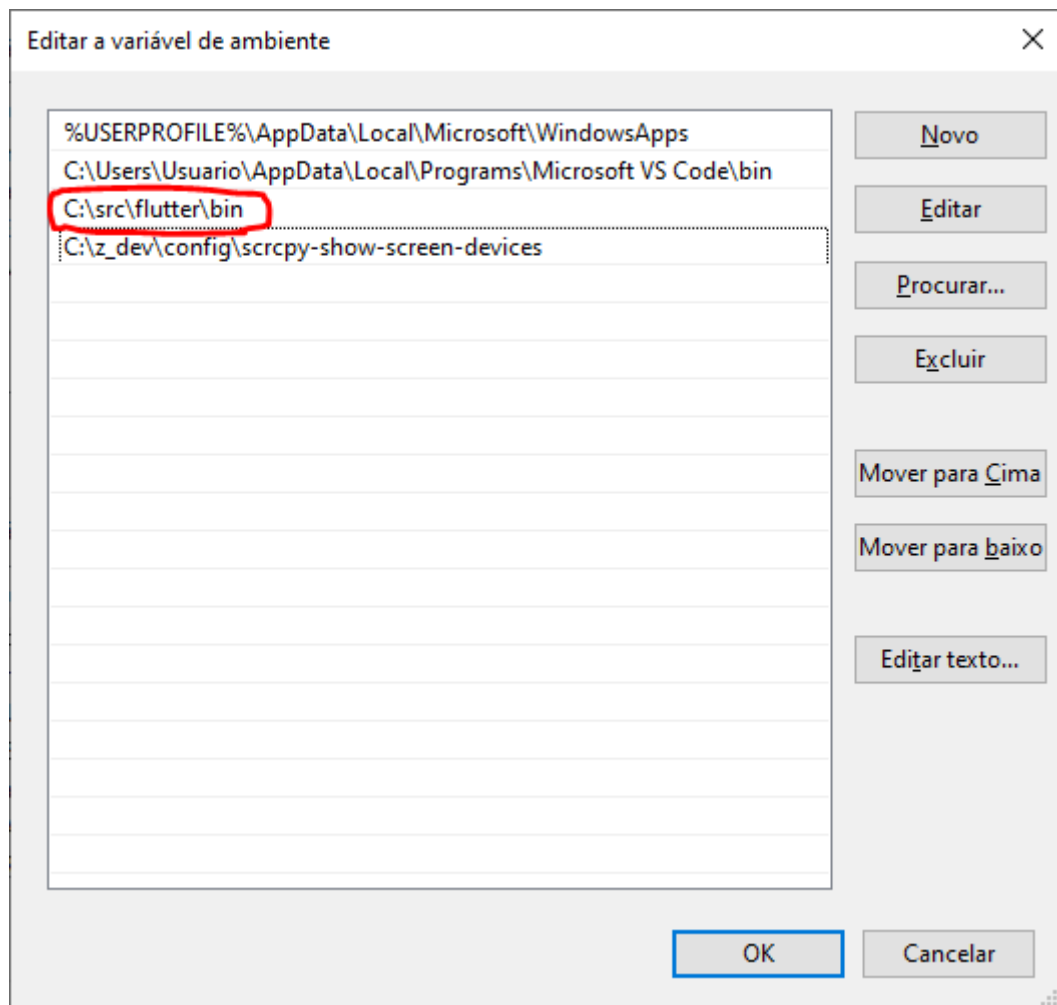 Editar a variável de ambiente
%USERPROFILE%\AppData\Local\Microsoft\WindowsApps
C:\Users\Usuario\AppData\Local\Programs\Microsoft VS Code\bin
C:\src\flutter\bin
C:\z_dev\config\scrcpy-show-screen-devices
Novo
Editar
Procurar...
Excluir
Mover para Cima
Mover para baixo
Editar texto...
OK
Cancelar